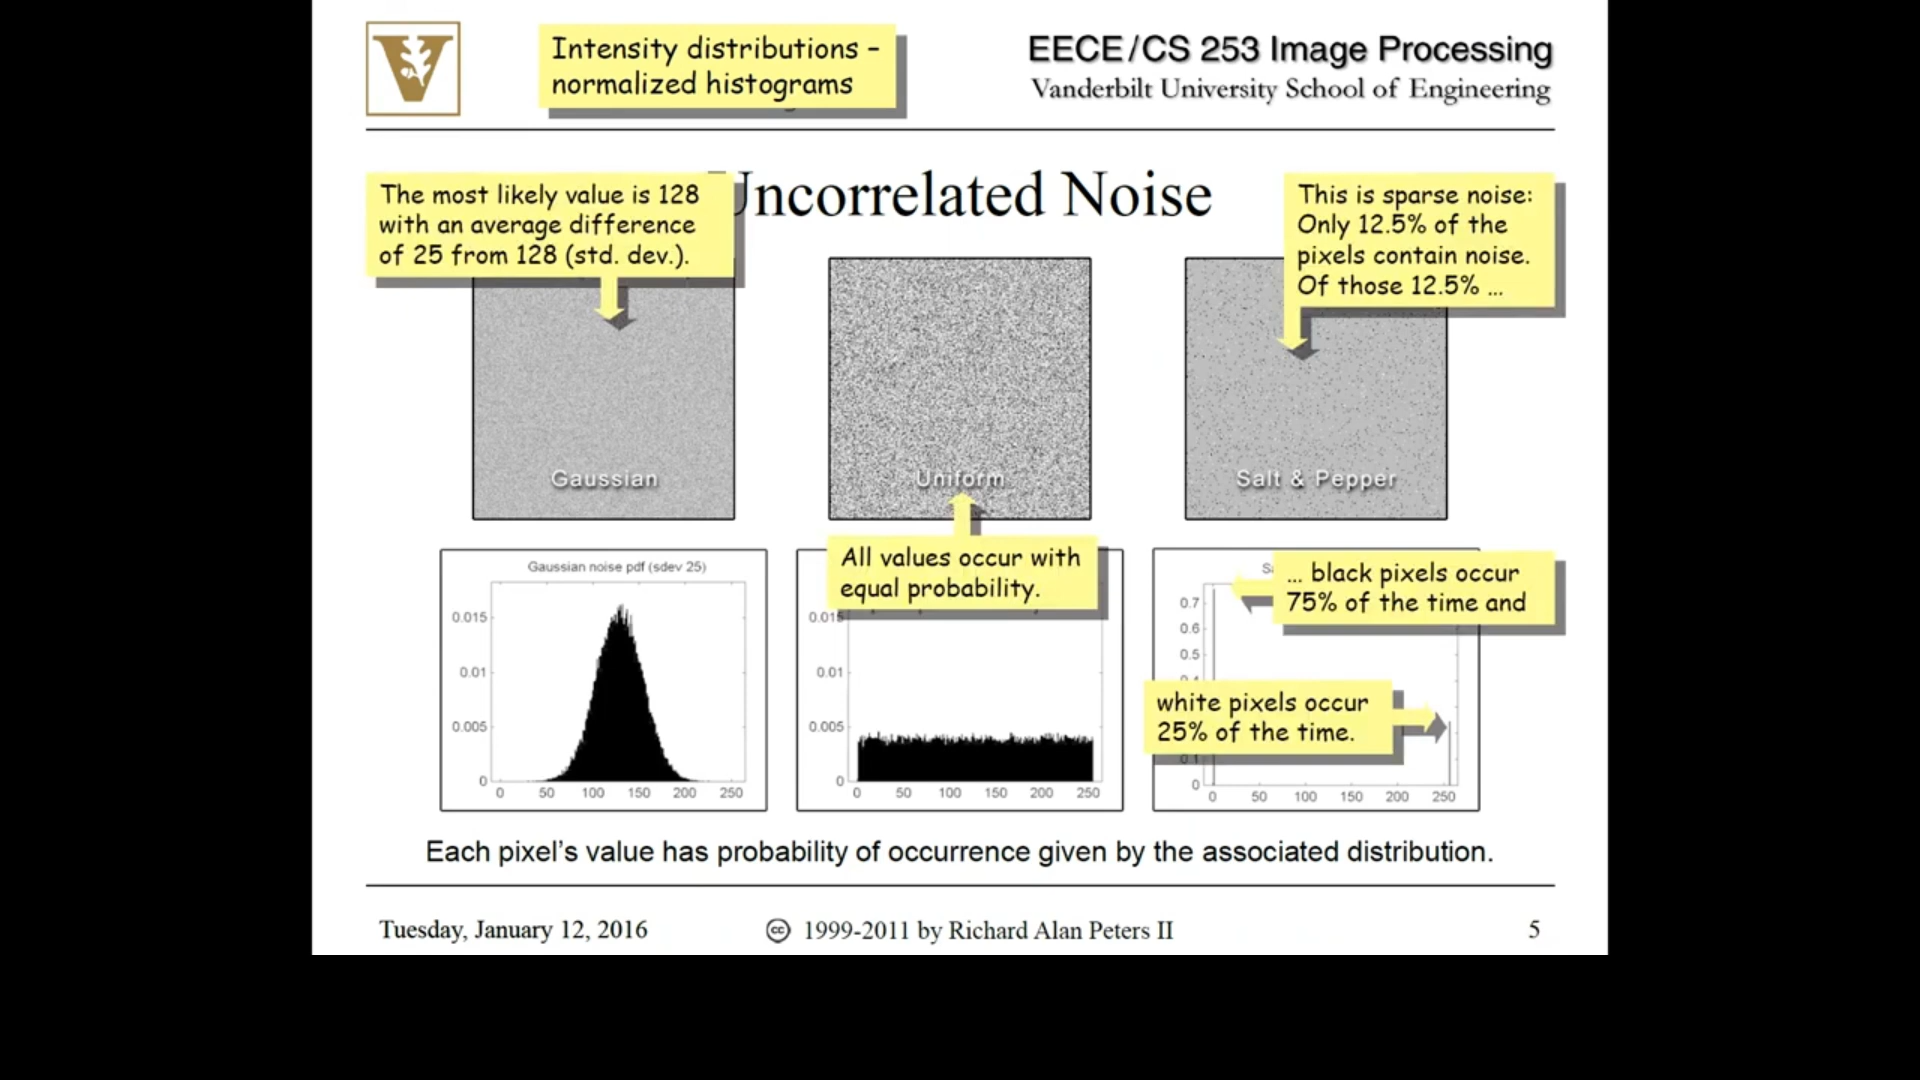 Intensity distributions –
normalized histograms
EECE/CS 253 Image Processing
Vanderbilt University School of Engineering
Uncorrelated Noise
The most likely value is 128
with an average difference
of 25 from 128 (std. dev.).
This is sparse noise:
Only 12.5% of the
pixels contain noise.
Of those 12.5% ...
Gaussian
Uniform
Salt & Pepper
All values occur with
equal probability.
Gaussian noise pdf (sdev 25)
0.015
0.01
0.005
0
0 50 100 150 200 250
0.015
0.01
0.005
0
0 50 100 150 200 250
... black pixels occur
75% of the time and
white pixels occur
25% of the time.
0.7
0.6
0.5
0
0 50 100 150 200 250
Each pixel's value has probability of occurrence given by the associated distribution.
Tuesday, January 12, 2016
cc 1999-2011 by Richard Alan Peters II
5